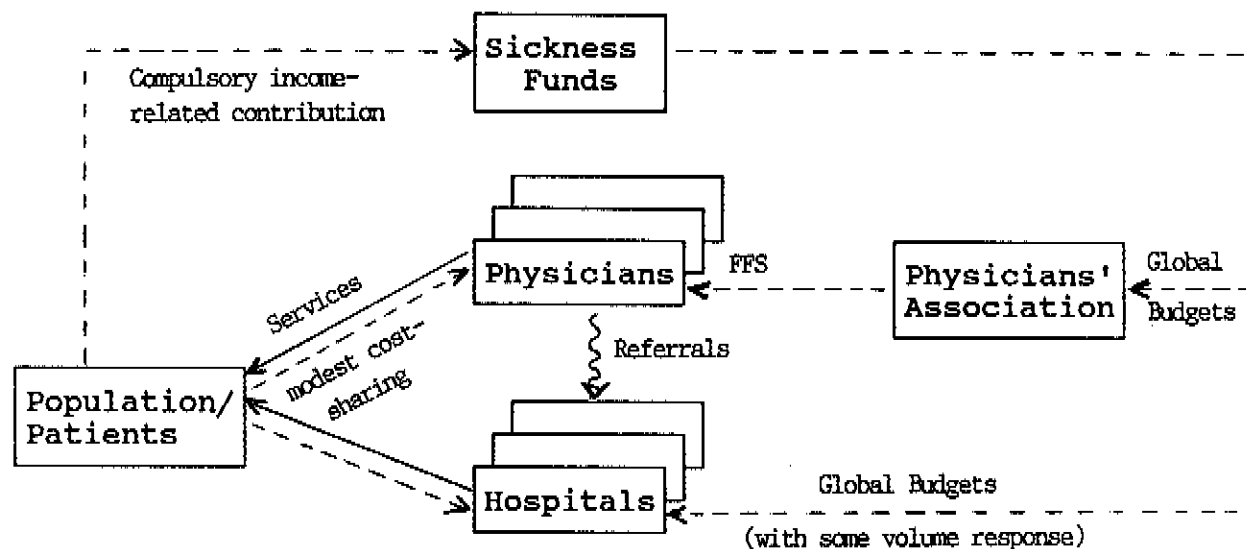 Sickness
Funds
Compulsory income-
related contribution
Physicians
FFS
Physicians'
Association
Global
Budgets
Services
modest cost-
sharing
Referrals
Population/
Patients
Hospitals
Global Budgets
(with some volume response)